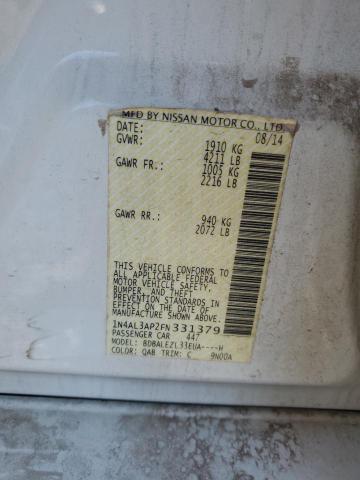 MFD BY NISSAN MOTOR CO., LTD.
DATE: 08/14
GVWR: 1910 KG
4211 LB
GAWR FR.: 1005 KG
2216 LB
GAWR RR.: 940 KG
2072 LB
THIS VEHICLE CONFORMS TO
ALL APPLICABLE FEDERAL
MOTOR VEHICLE SAFETY,
BUMPER, AND THEFT
PREVENTION STANDARDS IN
EFFECT ON THE DATE OF
MANUFACTURE SHOWN ABOVE.
1N4AL3AP2FN331379
PASSENGER CAR 447
MODEL: BDBALEZL33EUA----H
COLOR: QAB TRIM: C 9N00A